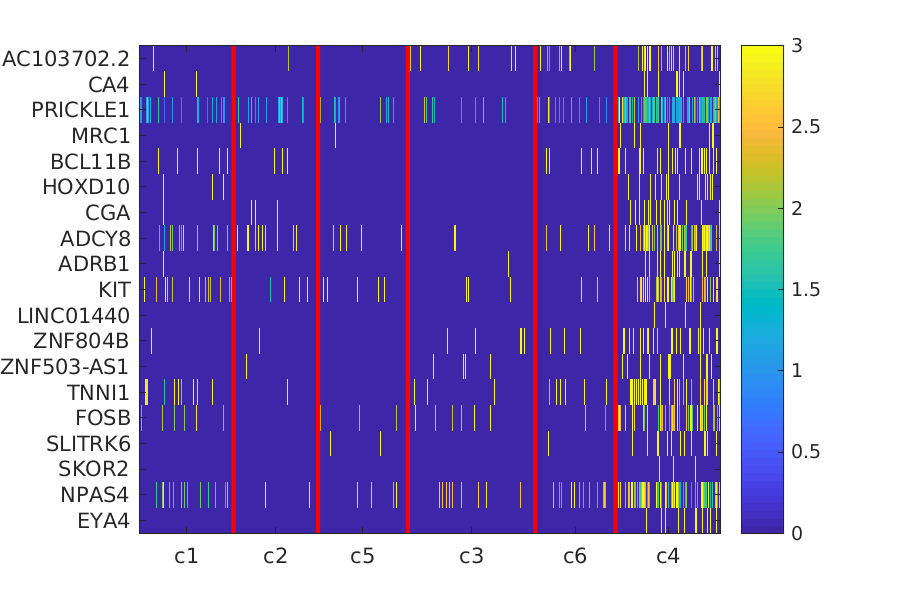 AC103702.2
CA4
PRICKLE1
MRC1
BCL11B
HOXD10
CGA
ADCY8
ADRB1
KIT
LINC01440
ZNF804B
ZNF503-AS1
TNNI1
FOSB
SLITRK6
SKOR2
NPAS4
EYA4
c1 c2 c5 c3 c6 c4
3
2.5
2
1.5
1
0.5
0